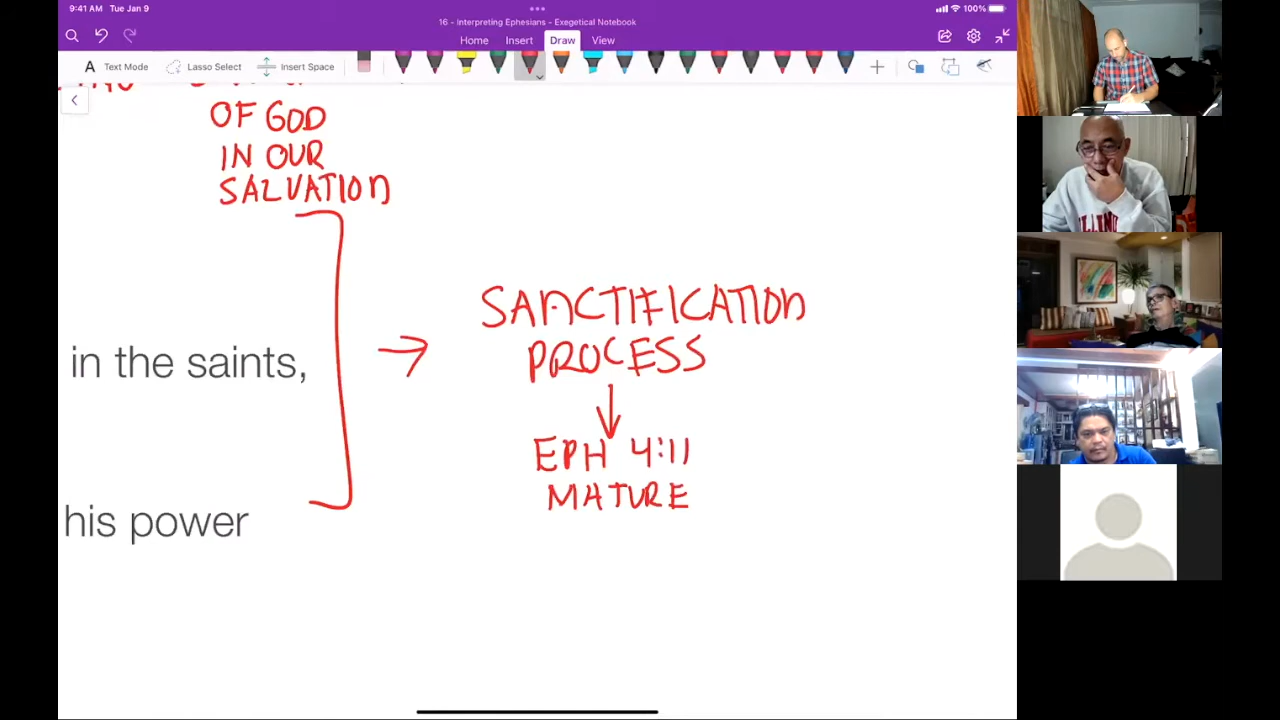 9:41 AM Tue Jan 9
100%
16 - Interpreting Ephesians - Exegetical Notebook
Home Insert Draw View
A Text Mode Lasso Select Insert Space
OF GOD
IN OUR
SALVATION
SANCTIFICATION
PROCESS
in the saints,
EPH 4:11
MATURE
his power